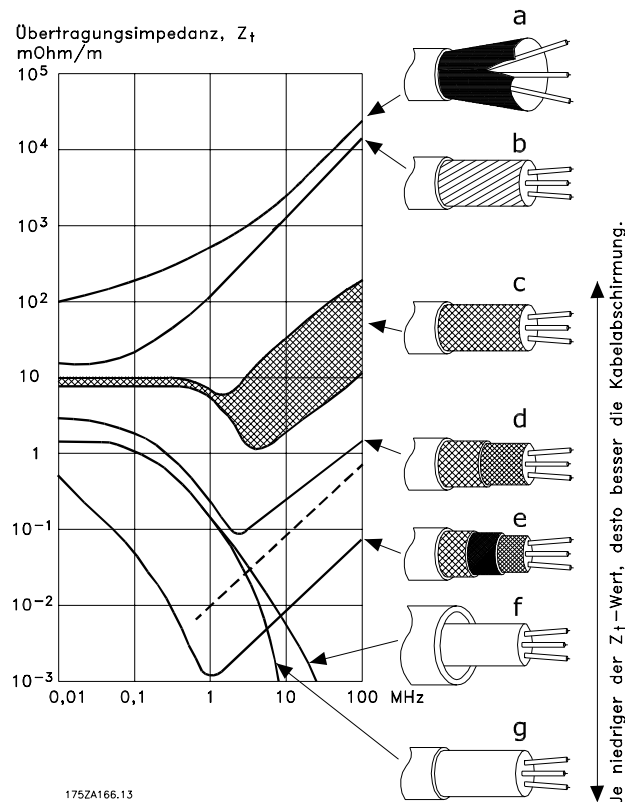 Übertragungsimpedanz, Zt
mOhm/m
10⁵
10⁴
10³
10²
10
1
10⁻¹
10⁻²
10⁻³
0,01 0,1 1 10 100 MHz
a
b
c
d
e
f
g
Je niedriger der Zt-Wert, desto besser die Kabelabschirmung.
175ZA166.13